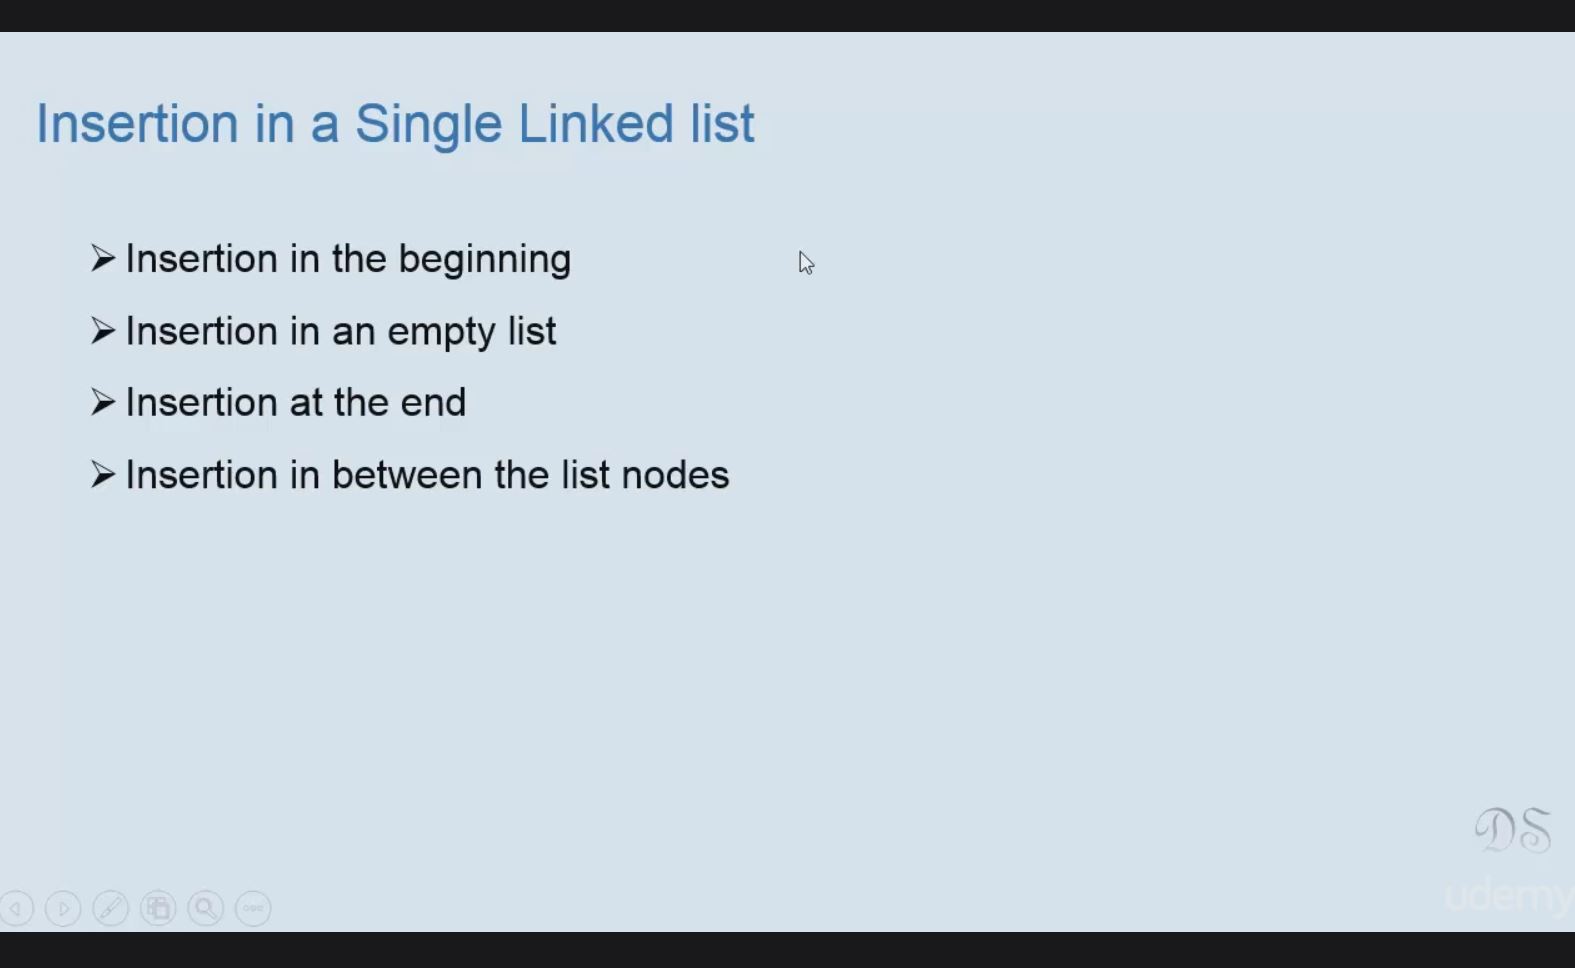 Insertion in a Single Linked list
Insertion in the beginning
Insertion in an empty list
Insertion at the end
Insertion in between the list nodes
DS
udemy